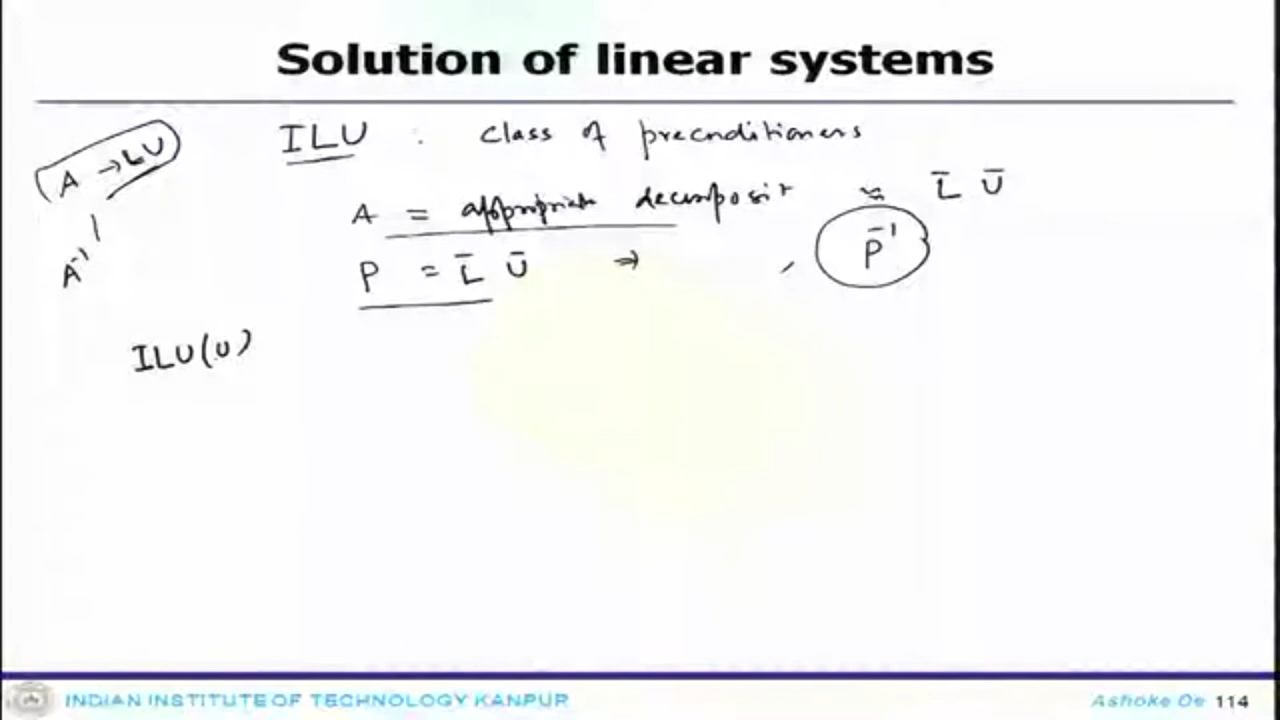 Solution of linear systems
A → LU
A⁻¹
ILU : class of preconditioners
A = appropriate decomposit ≈ L̄ Ū
P = L̄ Ū ⇒ , P⁻¹
ILU(0)
INDIAN INSTITUTE OF TECHNOLOGY KANPUR
Ashoke De 114